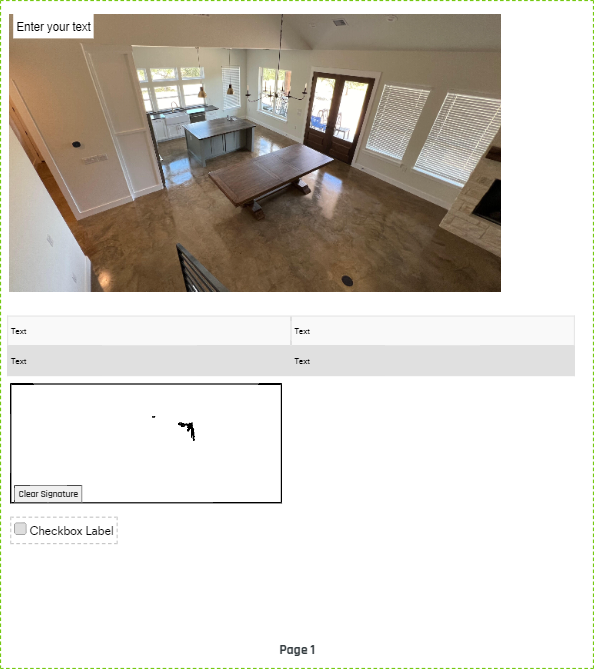 Enter your text
Text Text
Text Text
Clear Signature
Checkbox Label
Page 1